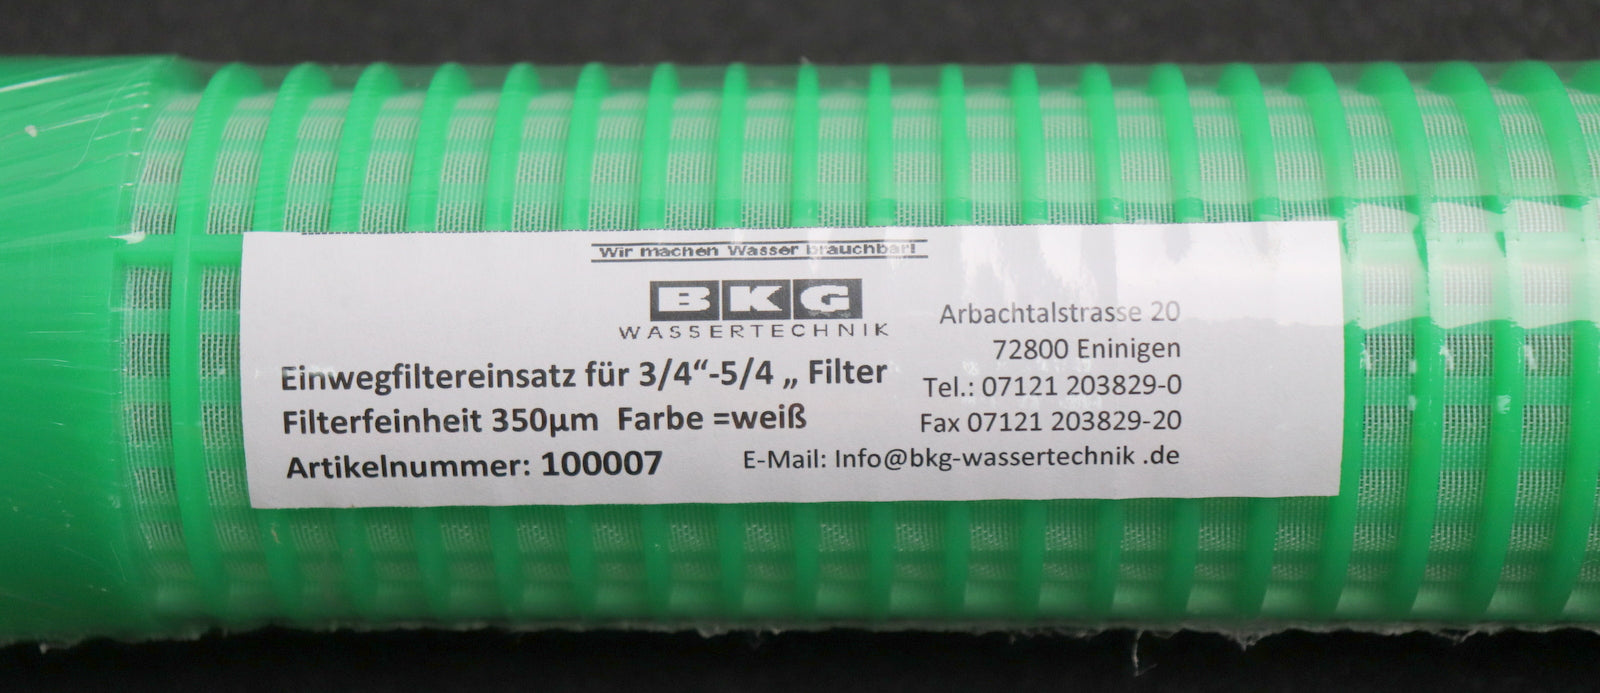 Wir machen Wasser brauchbar!
BKG
WASSERTECHNIK
Einwegfiltereinsatz für 3/4“-5/4 „ Filter
Filterfeinheit 350µm Farbe =weiß
Artikelnummer: 100007
Arbachtalstrasse 20
72800 Eninigen
Tel.: 07121 203829-0
Fax 07121 203829-20
E-Mail: Info@bkg-wassertechnik .de